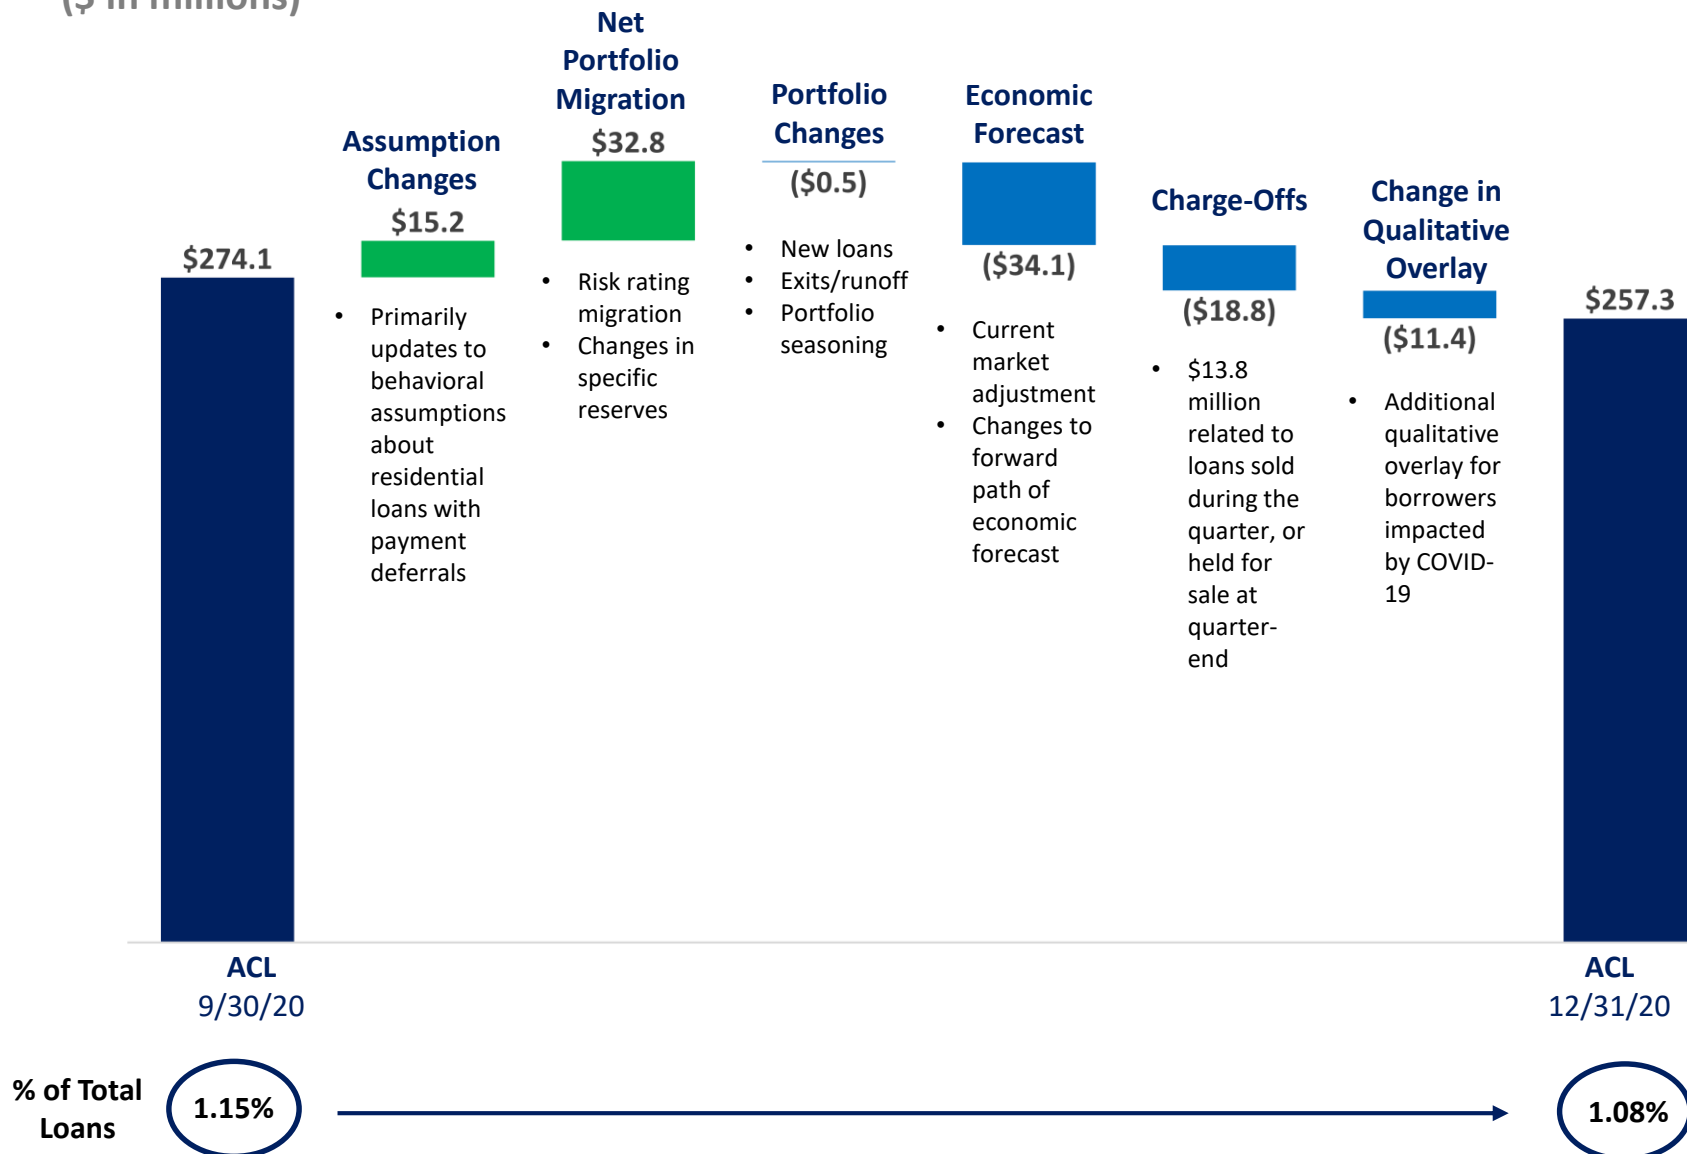 ($ in millions)
$274.1
Assumption
Changes
$15.2
• Primarily
updates to
behavioral
assumptions
about
residential
loans with
payment
deferrals
Net
Portfolio
Migration
$32.8
• Risk rating
migration
• Changes in
specific
reserves
Portfolio
Changes
($0.5)
• New loans
• Exits/runoff
• Portfolio
seasoning
Economic
Forecast
($34.1)
• Current
market
adjustment
• Changes to
forward
path of
economic
forecast
Charge-Offs
($18.8)
• $13.8
million
related to
loans sold
during the
quarter, or
held for
sale at
quarter-
end
Change in
Qualitative
Overlay
($11.4)
• Additional
qualitative
overlay for
borrowers
impacted
by COVID-
19
$257.3
ACL
9/30/20
ACL
12/31/20
% of Total
Loans
1.15%
1.08%